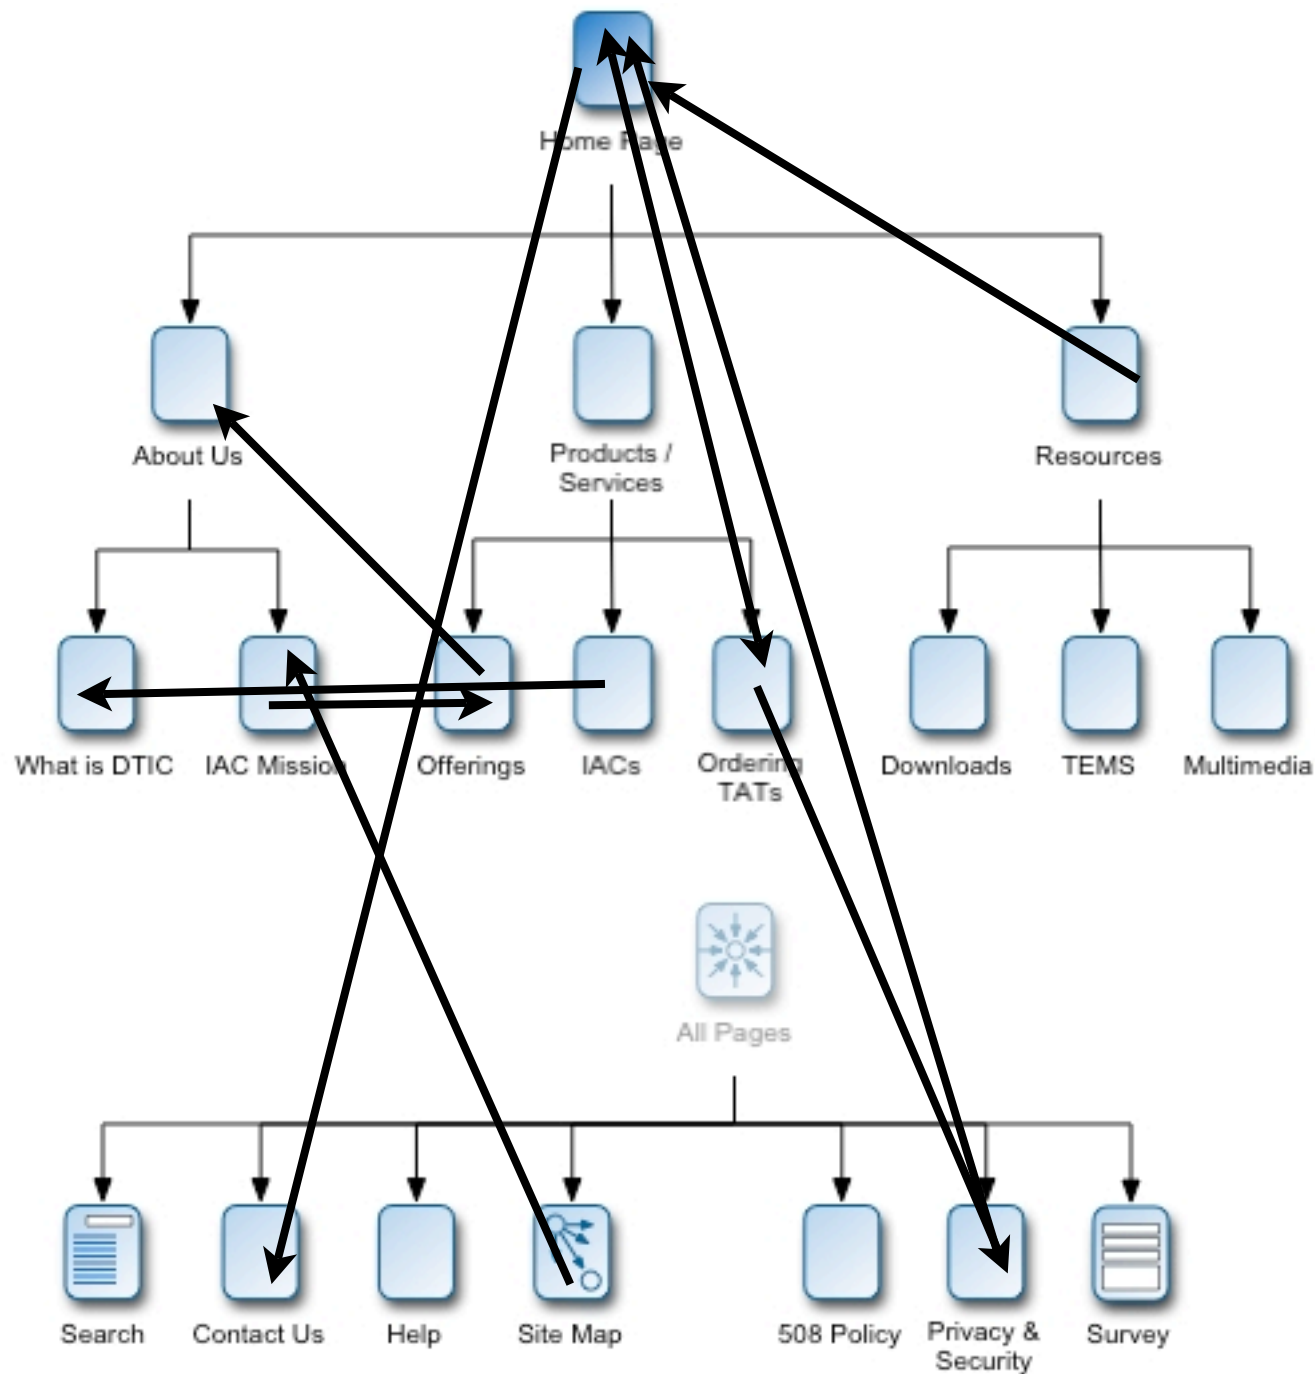 Home Page
About Us
Products /
Services
Resources
What is DTIC
IAC Mission
Offerings
IACs
Ordering
TATs
Downloads
TEMS
Multimedia
All Pages
Search
Contact Us
Help
Site Map
508 Policy
Privacy &
Security
Survey